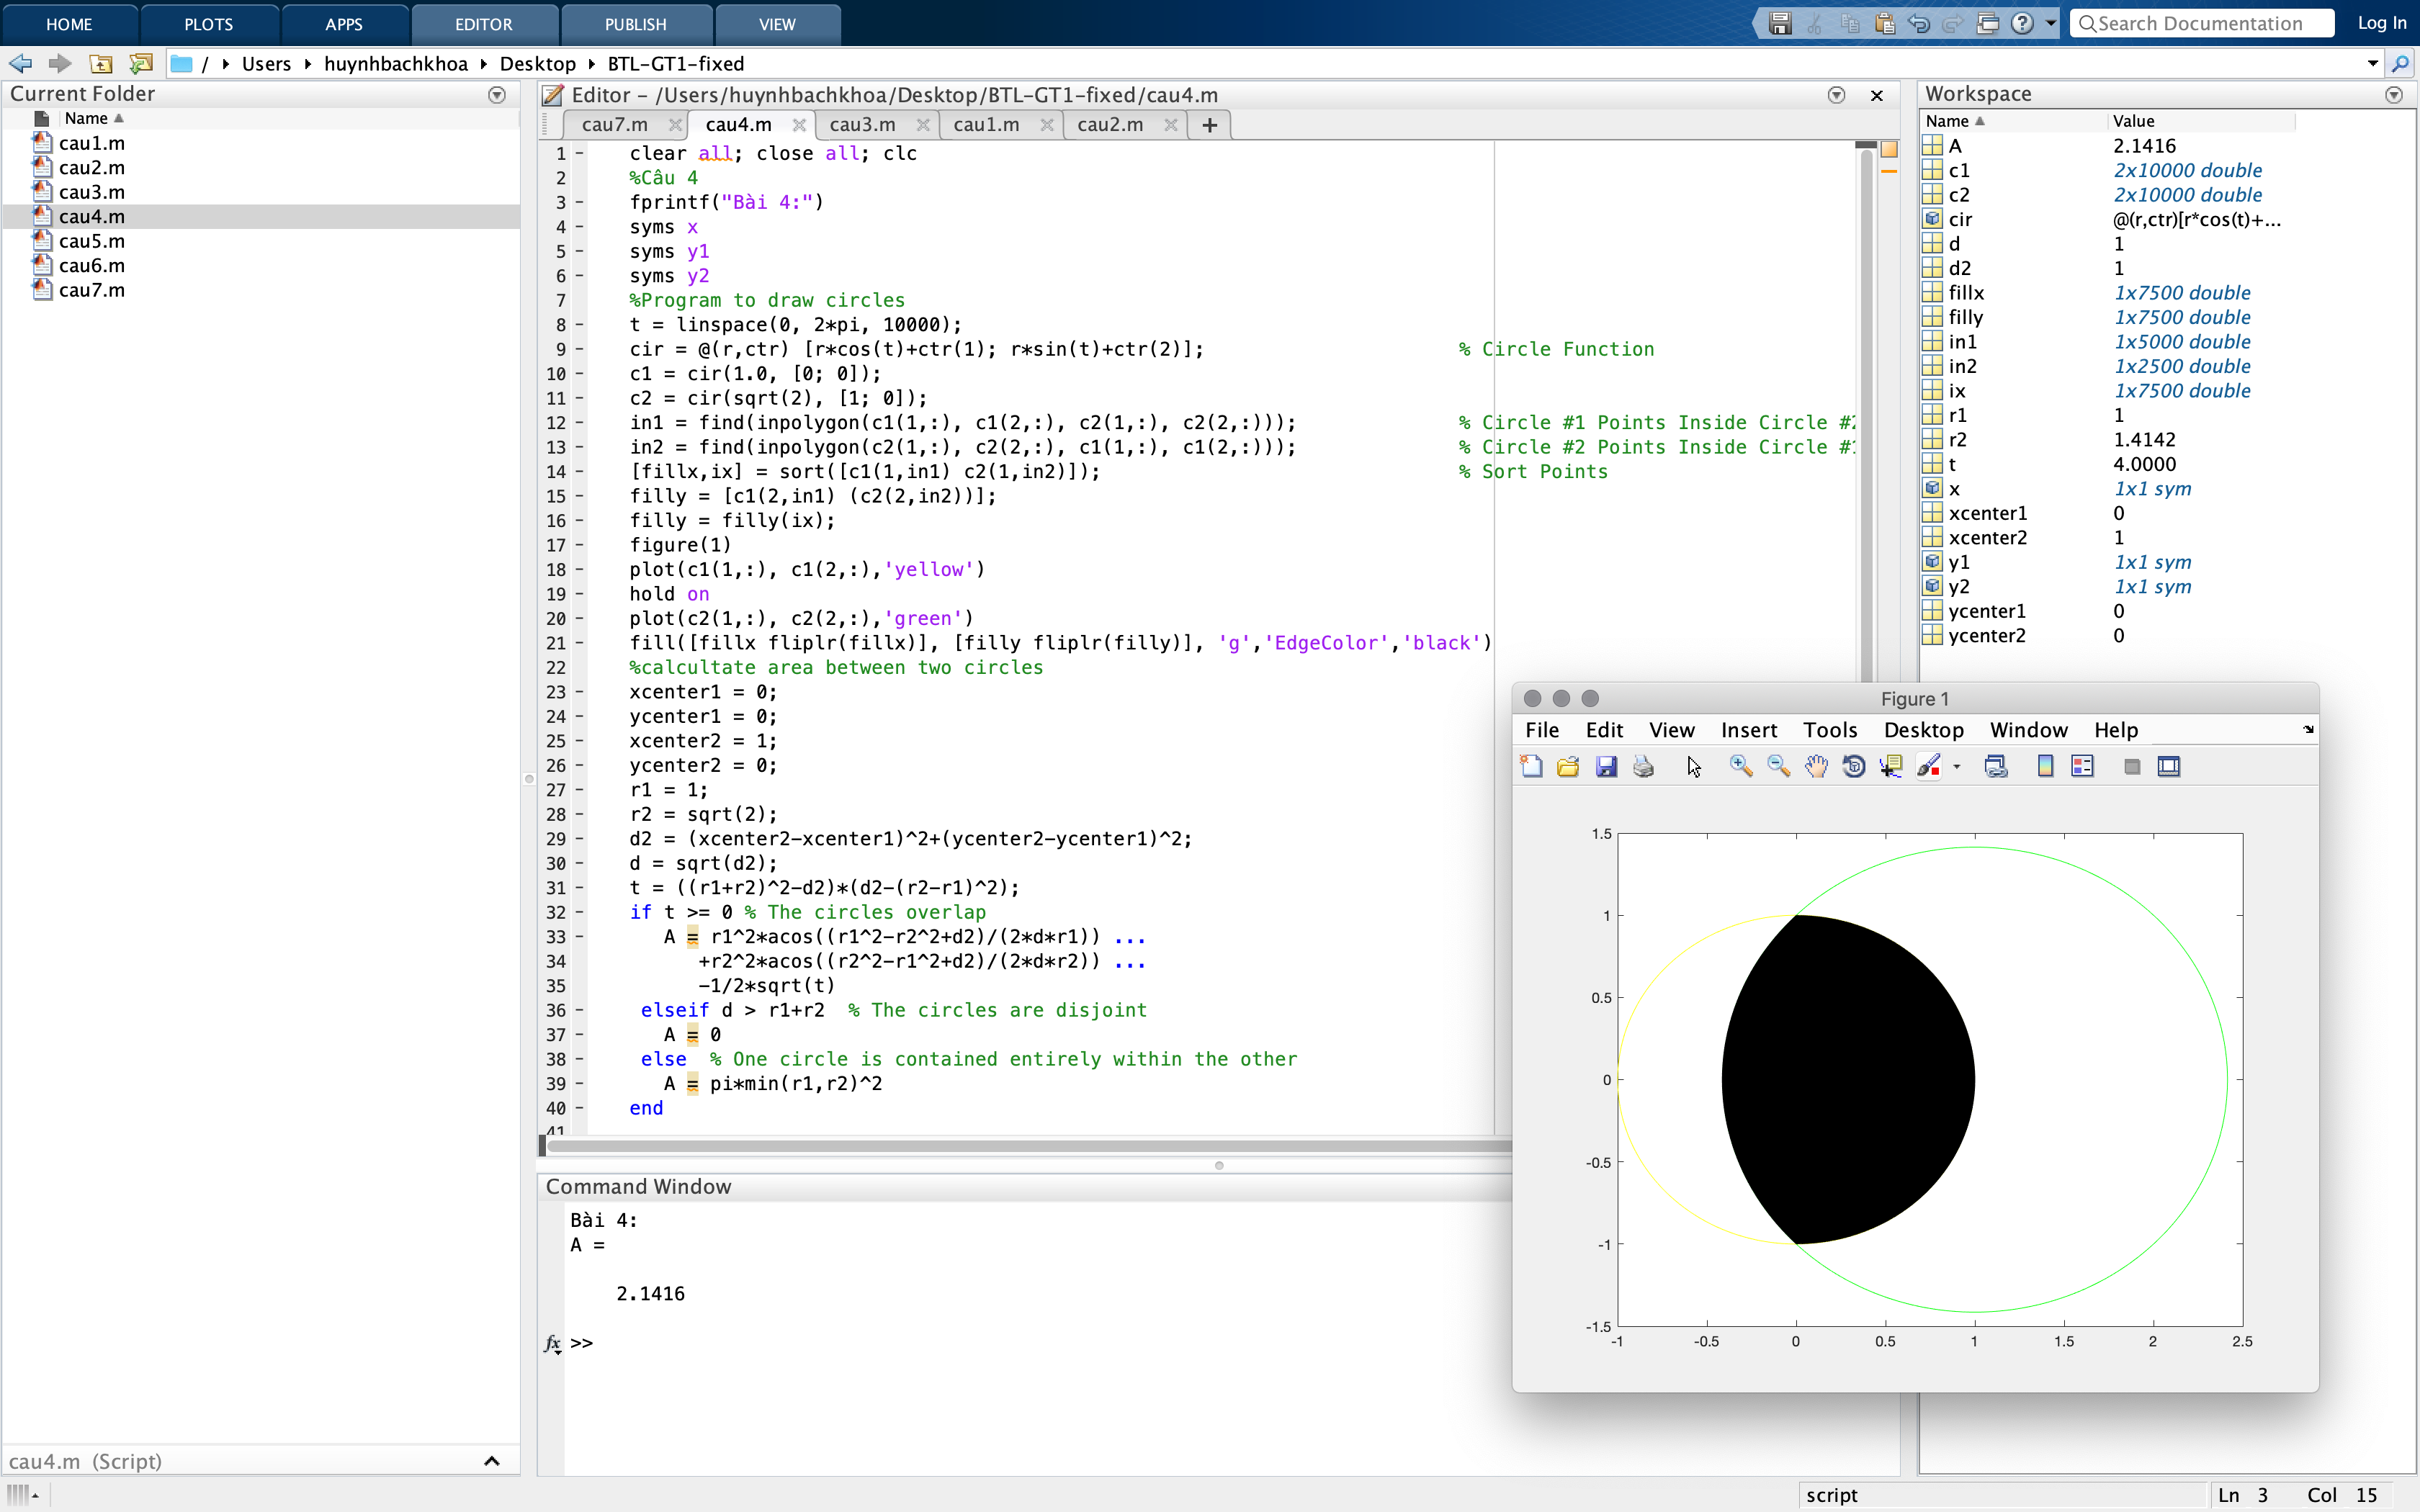 HOME PLOTS APPS EDITOR PUBLISH VIEW Search Documentation Log In
/ Users huynhbachkhoa Desktop BTL-GT1-fixed
Current Folder
Name
cau1.m
cau2.m
cau3.m
cau4.m
cau5.m
cau6.m
cau7.m
cau4.m (Script)
Editor - /Users/huynhbachkhoa/Desktop/BTL-GT1-fixed/cau4.m
cau7.m cau4.m cau3.m cau1.m cau2.m +
1 - clear all; close all; clc
2 %Câu 4
3 - fprintf("Bài 4:")
4 - syms x
5 - syms y1
6 - syms y2
7 %Program to draw circles
8 - t = linspace(0, 2*pi, 10000);
9 - cir = @(r,ctr) [r*cos(t)+ctr(1); r*sin(t)+ctr(2)]; % Circle Function
10 - c1 = cir(1.0, [0; 0]);
11 - c2 = cir(sqrt(2), [1; 0]);
12 - in1 = find(inpolygon(c1(1,:), c1(2,:), c2(1,:), c2(2,:))); % Circle #1 Points Inside Circle #2
13 - in2 = find(inpolygon(c2(1,:), c2(2,:), c1(1,:), c1(2,:))); % Circle #2 Points Inside Circle #1
14 - [fillx,ix] = sort([c1(1,in1) c2(1,in2)]); % Sort Points
15 - filly = [c1(2,in1) (c2(2,in2))];
16 - filly = filly(ix);
17 - figure(1)
18 - plot(c1(1,:), c1(2,:),'yellow')
19 - hold on
20 - plot(c2(1,:), c2(2,:),'green')
21 - fill([fillx fliplr(fillx)], [filly fliplr(filly)], 'g','EdgeColor','black')
22 %calcultate area between two circles
23 - xcenter1 = 0;
24 - ycenter1 = 0;
25 - xcenter2 = 1;
26 - ycenter2 = 0;
27 - r1 = 1;
28 - r2 = sqrt(2);
29 - d2 = (xcenter2-xcenter1)^2+(ycenter2-ycenter1)^2;
30 - d = sqrt(d2);
31 - t = ((r1+r2)^2-d2)*(d2-(r2-r1)^2);
32 - if t >= 0 % The circles overlap
33 - A = r1^2*acos((r1^2-r2^2+d2)/(2*d*r1)) ...
34 +r2^2*acos((r2^2-r1^2+d2)/(2*d*r2)) ...
35 -1/2*sqrt(t)
36 - elseif d > r1+r2 % The circles are disjoint
37 - A = 0
38 - else % One circle is contained entirely within the other
39 - A = pi*min(r1,r2)^2
40 - end
41
Command Window
Bài 4:
A =
2.1416
fx >>
Workspace
Name Value
A 2.1416
c1 2x10000 double
c2 2x10000 double
cir @(r,ctr)[r*cos(t)+...
d 1
d2 1
fillx 1x7500 double
filly 1x7500 double
in1 1x5000 double
in2 1x2500 double
ix 1x7500 double
r1 1
r2 1.4142
t 4.0000
x 1x1 sym
xcenter1 0
xcenter2 1
y1 1x1 sym
y2 1x1 sym
ycenter1 0
ycenter2 0
Figure 1
File Edit View Insert Tools Desktop Window Help
1.5
1
0.5
0
-0.5
-1
-1.5
-1 -0.5 0 0.5 1 1.5 2 2.5
script Ln 3 Col 15